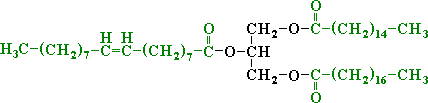 O
O CH₂—O—C—(CH₂)₁₄—CH₃
H H
H₃C—(CH₂)₇—C=C—(CH₂)₇—C—O—CH
O
CH₂—O—C—(CH₂)₁₆—CH₃
O